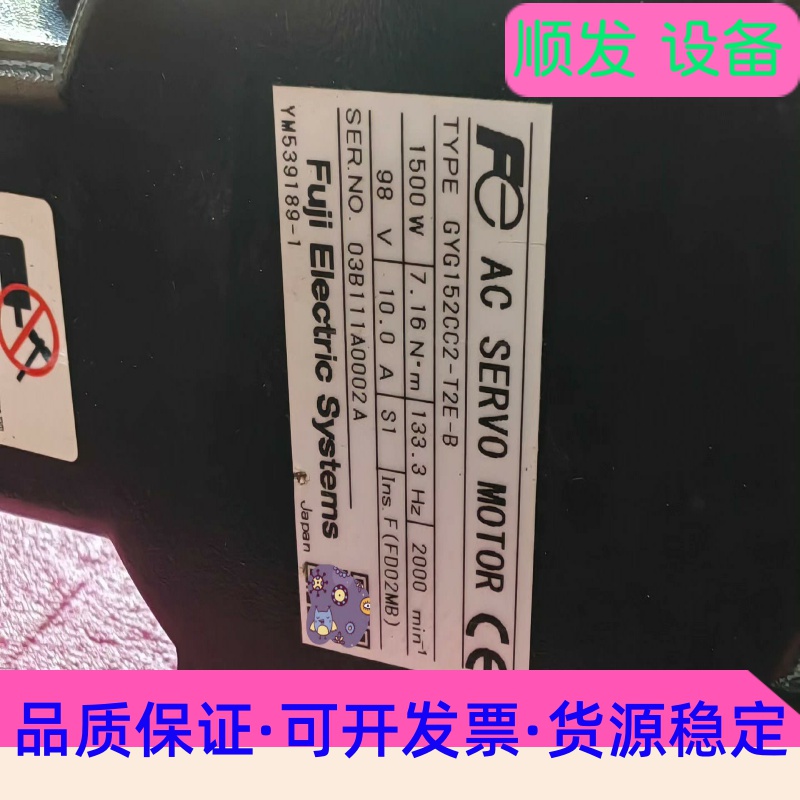 顺发 设备
Fe AC SERVO MOTOR CE
TYPE GYG152CC2-T2E-B
1500 W 7.16 N·m 133.3 Hz 2000 min⁻¹
98 V 10.0 A S1 Ins. F (FD02MB)
SER.NO. 03B111A0002A
Fuji Electric Systems
Japan
YM539189-1
品质保证·可开发票·货源稳定